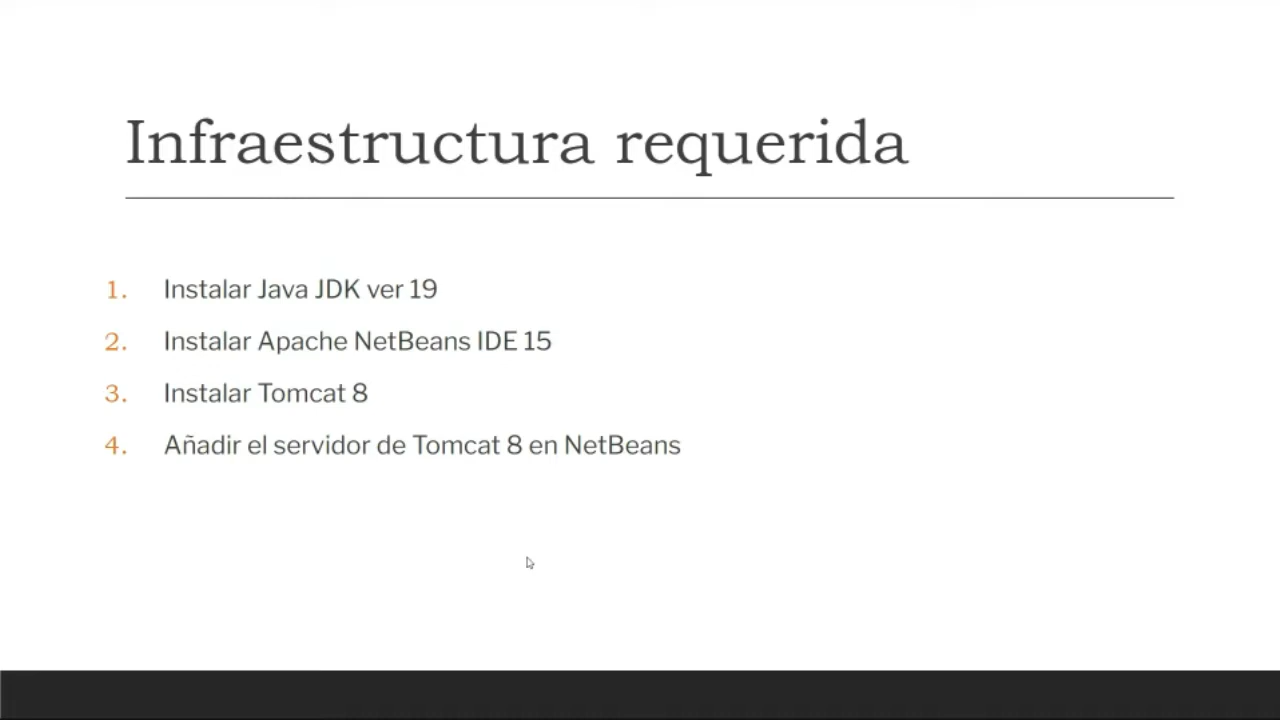 Infraestructura requerida
1. Instalar Java JDK ver 19
2. Instalar Apache NetBeans IDE 15
3. Instalar Tomcat 8
4. Añadir el servidor de Tomcat 8 en NetBeans